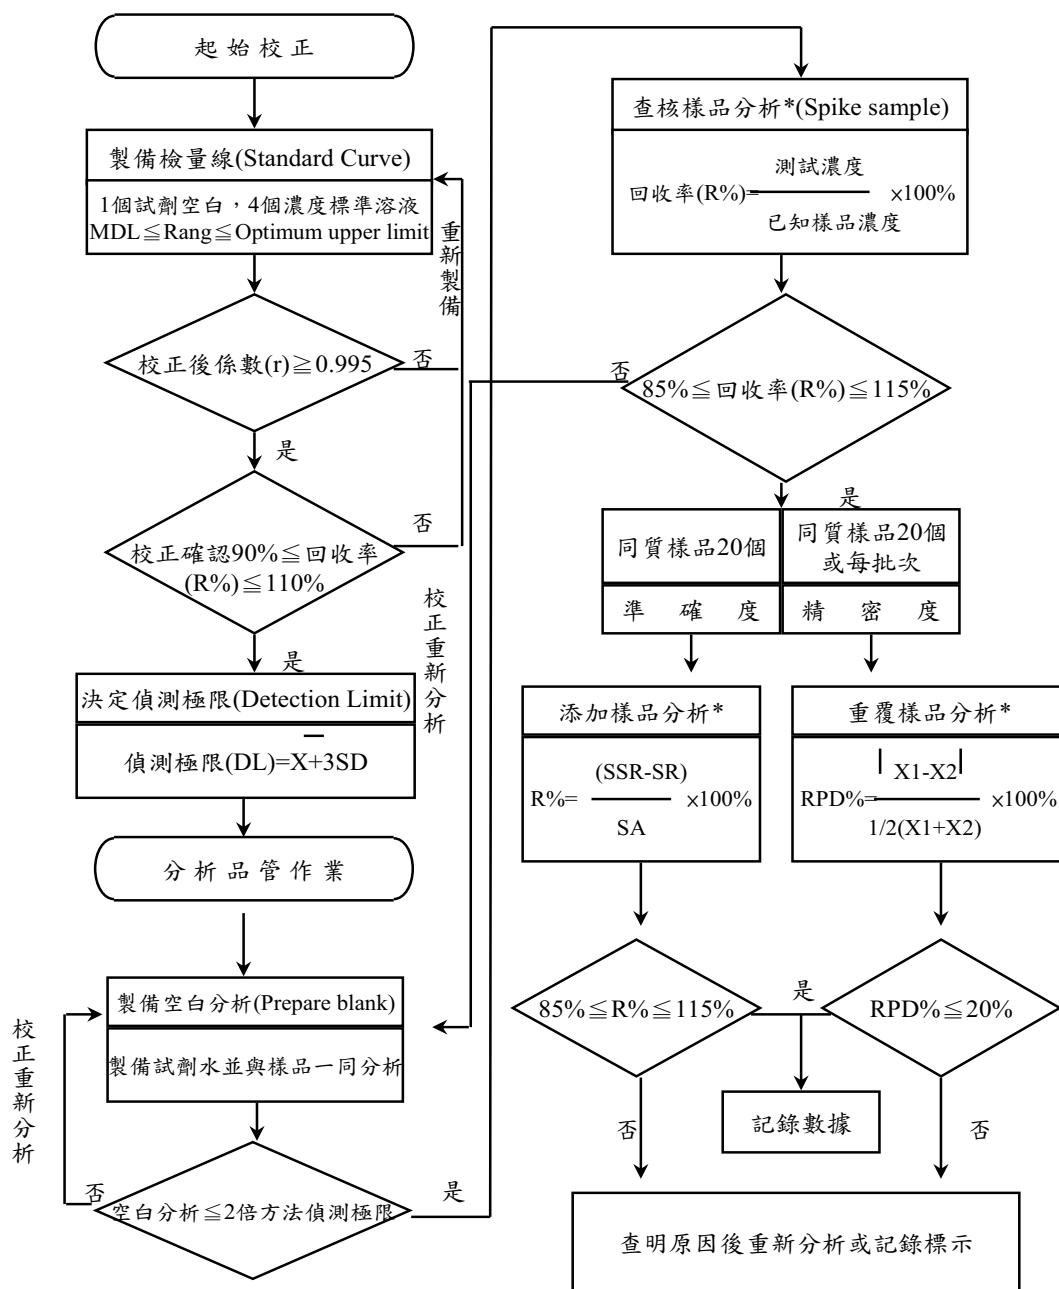 起始校正
製備檢量線(Standard Curve)
1個試劑空白，4個濃度標準溶液
MDL≦Rang≦Optimum upper limit
重新製備
校正後係數(r)≧0.995
否
是
校正確認90%≦回收率
(R%)≦110%
否
是
校正重新分析
決定偵測極限(Detection Limit)
偵測極限(DL)=X̅+3SD
分析品管作業
製備空白分析(Prepare blank)
製備試劑水並與樣品一同分析
校正重新分析
空白分析≦2倍方法偵測極限
否
是
查核樣品分析*(Spike sample)
測試濃度
回收率(R%)= ×100%
已知樣品濃度
85%≦回收率(R%)≦115%
否
是
同質樣品20個
同質樣品20個
或每批次
準確度
精密度
添加樣品分析*
(SSR-SR)
R%= ×100%
SA
重覆樣品分析*
| X1-X2|
RPD%= ×100%
1/2(X1+X2)
85%≦R%≦115%
是
RPD%≦20%
記錄數據
否
否
查明原因後重新分析或記錄標示